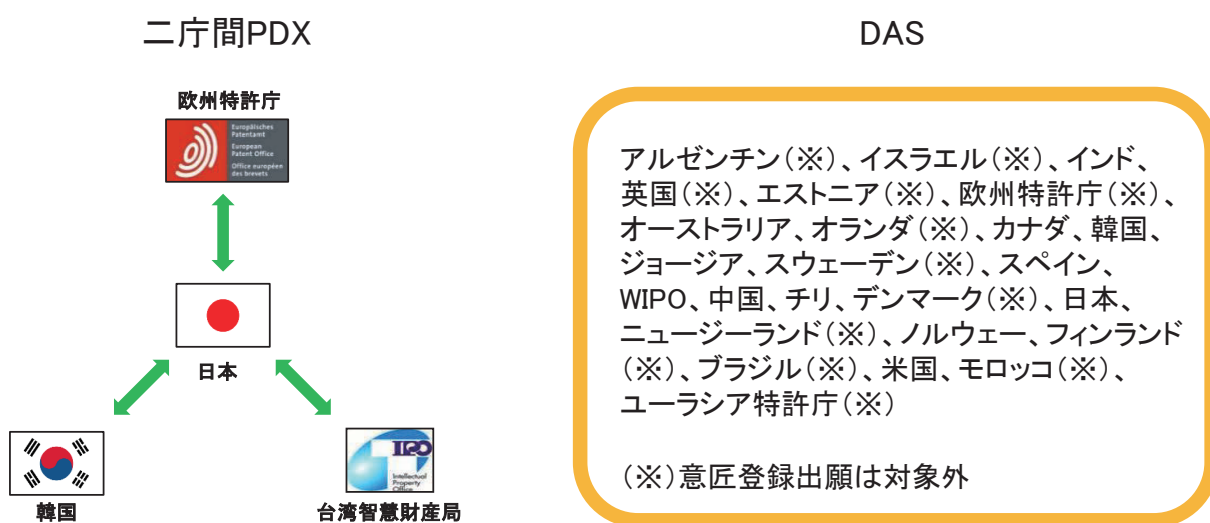 二庁間PDX
DAS
欧州特許庁
Europäisches
Patentamt
European
Patent Office
Office européen
des brevets
日本
韓国
IPO
Intellectual
Property
Office
台湾智慧財産局
アルゼンチン(※)、イスラエル(※)、インド、
英国(※)、エストニア(※)、欧州特許庁(※)、
オーストラリア、オランダ(※)、カナダ、韓国、
ジョージア、スウェーデン(※)、スペイン、
WIPO、中国、チリ、デンマーク(※)、日本、
ニュージーランド(※)、ノルウェー、フィンランド
(※)、ブラジル(※)、米国、モロッコ(※)、
ユーラシア特許庁(※)
(※)意匠登録出願は対象外